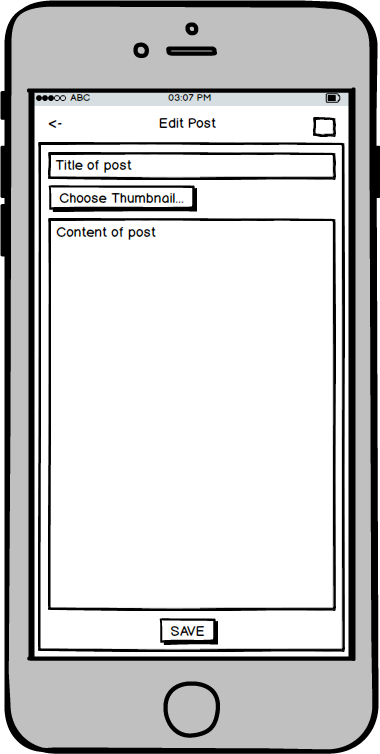 ABC 03:07 PM
<- Edit Post
Title of post
Choose Thumbnail...
Content of post
SAVE